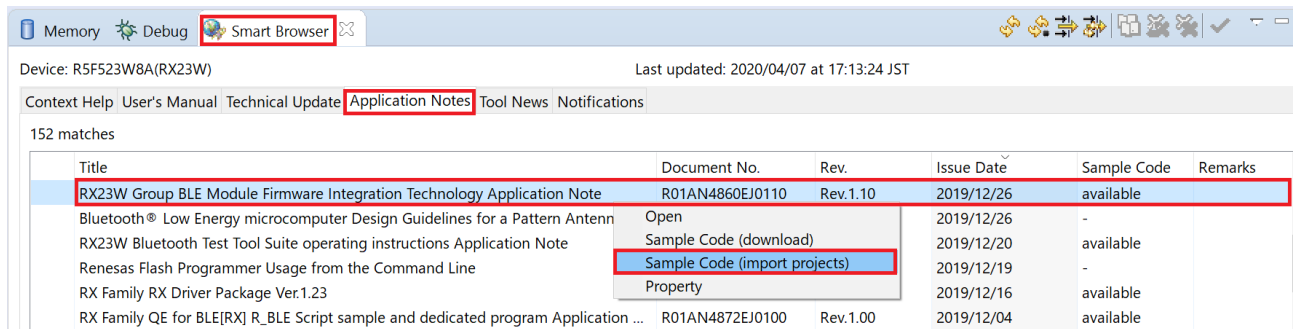 Memory Debug Smart Browser
Device: R5F523W8A(RX23W) Last updated: 2020/04/07 at 17:13:24 JST
Context Help User's Manual Technical Update Application Notes Tool News Notifications
152 matches
Title Document No. Rev. Issue Date Sample Code Remarks
RX23W Group BLE Module Firmware Integration Technology Application Note R01AN4860EJ0110 Rev.1.10 2019/12/26 available
Bluetooth® Low Energy microcomputer Design Guidelines for a Pattern Antenn Open 2019/12/26 -
RX23W Bluetooth Test Tool Suite operating instructions Application Note Sample Code (download) 2019/12/20 available
Renesas Flash Programmer Usage from the Command Line Sample Code (import projects) 2019/12/19 -
RX Family RX Driver Package Ver.1.23 Property 2019/12/16 available
RX Family QE for BLE[RX] R_BLE Script sample and dedicated program Application ... R01AN4872EJ0100 Rev.1.00 2019/12/04 available